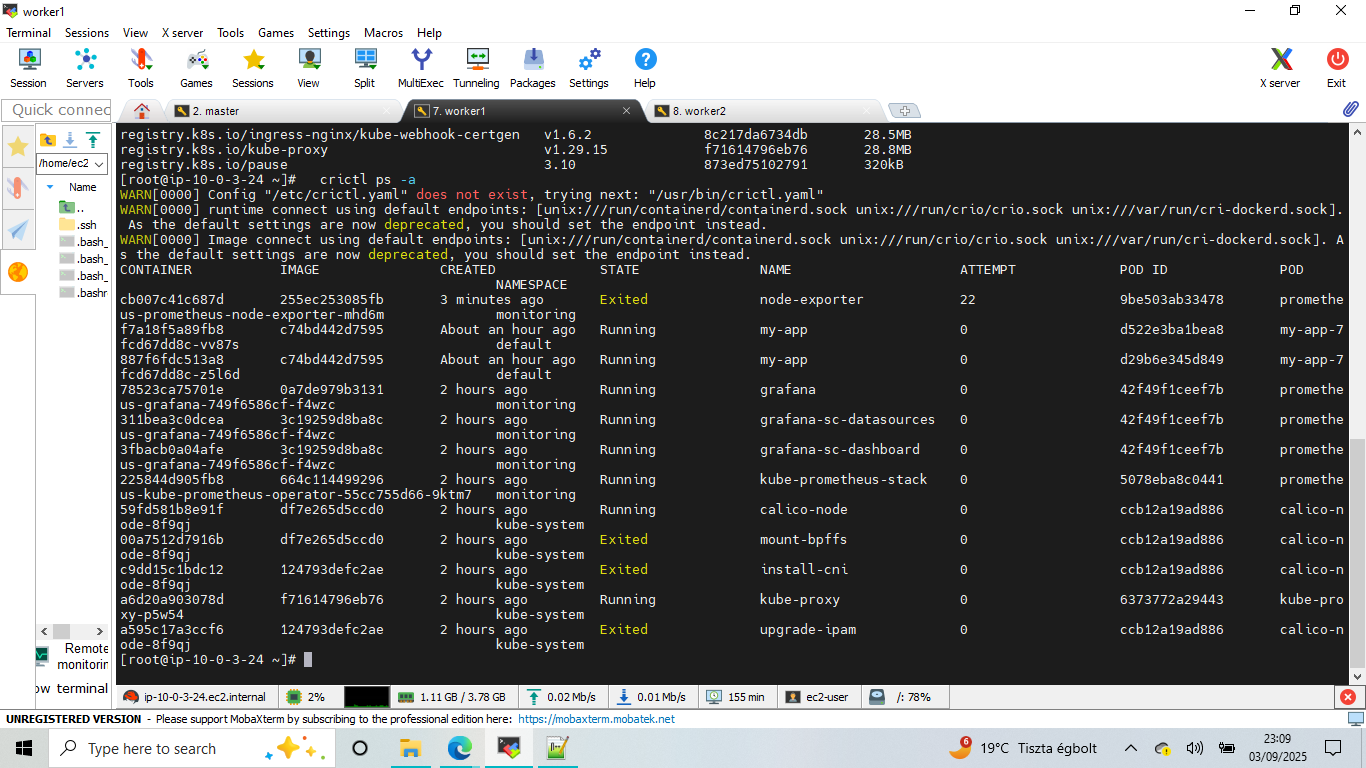 worker1
Terminal Sessions View X server Tools Games Settings Macros Help
Session Servers Tools Games Sessions View Split MultiExec Tunneling Packages Settings Help X server Exit
Quick connec
2. master
7. worker1
8. worker2
/home/ec2
Name
..
.ssh
.bash_
.bash_
.bash_
.bashr
Remote
monitorin
ow terminal
registry.k8s.io/ingress-nginx/kube-webhook-certgen v1.6.2 8c217da6734db 28.5MB
registry.k8s.io/kube-proxy v1.29.15 f71614796eb76 28.8MB
registry.k8s.io/pause 3.10 873ed75102791 320kB
[root@ip-10-0-3-24 ~]# crictl ps -a
WARN[0000] Config "/etc/crictl.yaml" does not exist, trying next: "/usr/bin/crictl.yaml"
WARN[0000] runtime connect using default endpoints: [unix:///run/containerd/containerd.sock unix:///run/crio/crio.sock unix:///var/run/cri-dockerd.sock].
As the default settings are now deprecated, you should set the endpoint instead.
WARN[0000] Image connect using default endpoints: [unix:///run/containerd/containerd.sock unix:///run/crio/crio.sock unix:///var/run/cri-dockerd.sock]. A
s the default settings are now deprecated, you should set the endpoint instead.
CONTAINER IMAGE CREATED STATE NAME ATTEMPT POD ID POD
NAMESPACE
cb007c41c687d 255ec253085fb 3 minutes ago Exited node-exporter 22 9be503ab33478 promethe
us-prometheus-node-exporter-mhd6m monitoring
f7a18f5a89fb8 c74bd442d7595 About an hour ago Running my-app 0 d522e3ba1bea8 my-app-7
fcd67dd8c-vv87s default
887f6fdc513a8 c74bd442d7595 About an hour ago Running my-app 0 d29b6e345d849 my-app-7
fcd67dd8c-z5l6d default
78523ca75701e 0a7de979b3131 2 hours ago Running grafana 0 42f49f1ceef7b promethe
us-grafana-749f6586cf-f4wzc monitoring
311bea3c0dcea 3c19259d8ba8c 2 hours ago Running grafana-sc-datasources 0 42f49f1ceef7b promethe
us-grafana-749f6586cf-f4wzc monitoring
3fbacb0a04afe 3c19259d8ba8c 2 hours ago Running grafana-sc-dashboard 0 42f49f1ceef7b promethe
us-grafana-749f6586cf-f4wzc monitoring
225844d905fb8 664c114499296 2 hours ago Running kube-prometheus-stack 0 5078eba8c0441 promethe
us-kube-prometheus-operator-55cc755d66-9ktm7 monitoring
59fd581b8e91f df7e265d5ccd0 2 hours ago Running calico-node 0 ccb12a19ad886 calico-n
ode-8f9qj kube-system
00a7512d7916b df7e265d5ccd0 2 hours ago Exited mount-bpffs 0 ccb12a19ad886 calico-n
ode-8f9qj kube-system
c9dd15c1bdc12 124793defc2ae 2 hours ago Exited install-cni 0 ccb12a19ad886 calico-n
ode-8f9qj kube-system
a6d20a903078d f71614796eb76 2 hours ago Running kube-proxy 0 6373772a29443 kube-pro
xy-p5w54 kube-system
a595c17a3ccf6 124793defc2ae 2 hours ago Exited upgrade-ipam 0 ccb12a19ad886 calico-n
ode-8f9qj kube-system
[root@ip-10-0-3-24 ~]#
ip-10-0-3-24.ec2.internal 2% 1.11 GB / 3.78 GB 0.02 Mb/s 0.01 Mb/s 155 min ec2-user /: 78%
UNREGISTERED VERSION - Please support MobaXterm by subscribing to the professional edition here: https://mobaxterm.mobatek.net
Type here to search
6
19°C Tiszta égbolt
23:09
03/09/2025